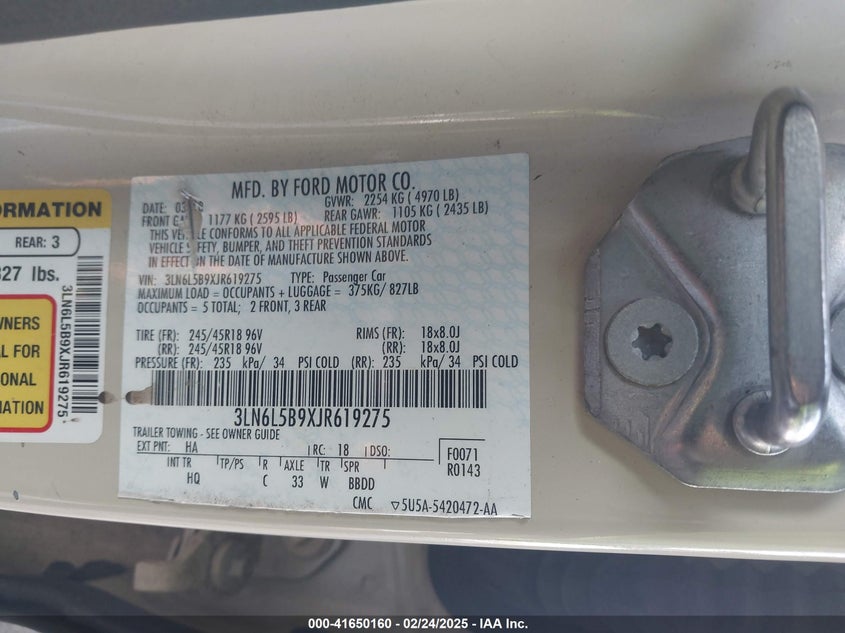 ORMATION
REAR: 3
327 lbs.
WNERS
AL FOR
ONAL
MATION
3LN6L5B9XJR619275
MFD. BY FORD MOTOR CO.
DATE: GVWR: 2254 KG ( 4970 LB)
FRONT 1177 KG ( 2595 LB) REAR GAWR: 1105 KG ( 2435 LB)
THIS VEHICLE CONFORMS TO ALL APPLICABLE FEDERAL MOTOR
VEHICLE SAFETY, BUMPER, AND THEFT PREVENTION STANDARDS
IN EFFECT ON THE DATE OF MANUFACTURE SHOWN ABOVE.
VIN: 3LN6L5B9XJR619275 TYPE: Passenger Car
MAXIMUM LOAD = OCCUPANTS + LUGGAGE = 375KG/ 827LB
OCCUPANTS = 5 TOTAL; 2 FRONT, 3 REAR
TIRE (FR): 245/45R18 96V RIMS (FR): 18x8.0J
(RR): 245/45R18 96V (RR): 18x8.0J
PRESSURE (FR): 235 kPa/ 34 PSI COLD (RR): 235 kPa/ 34 PSI COLD
3LN6L5B9XJR619275
TRAILER TOWING - SEE OWNER GUIDE
EXT PNT: HA RC: 18 DSO: F0071
R0143
INT TR TP/PS R AXLE TR SPR
HQ C 33 W BBDD
CMC ▽5U5A-5420472-AA
000-41650160 - 02/24/2025 - IAA Inc.